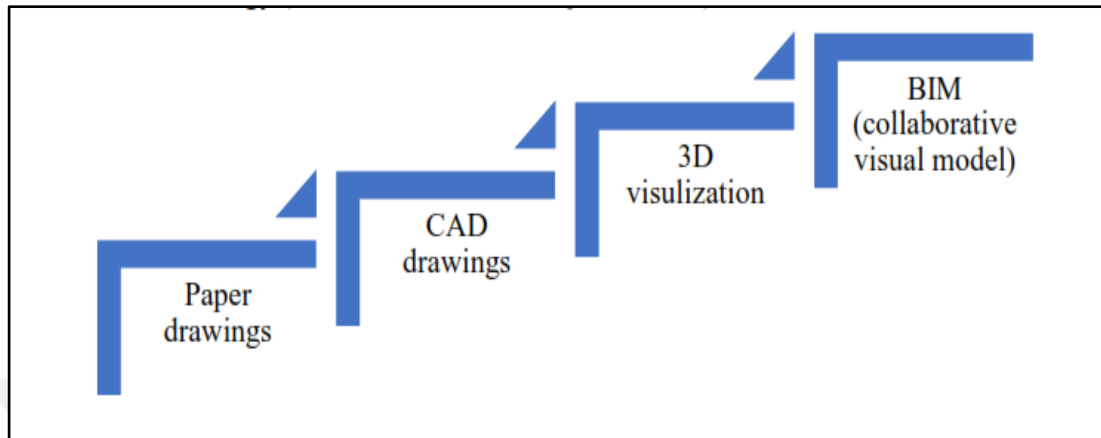 Paper
drawings
CAD
drawings
3D
visulization
BIM
(collaborative
visual model)